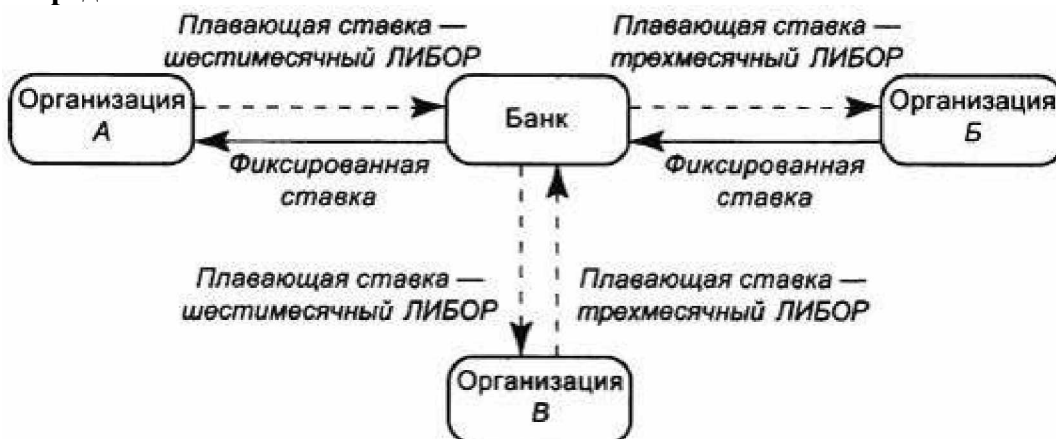 Плавающая ставка —
шестимесячный ЛИБОР
Плавающая ставка —
трехмесячный ЛИБОР
Организация
А
Банк
Организация
Б
Фиксированная
ставка
Фиксированная
ставка
Плавающая ставка —
шестимесячный ЛИБОР
Плавающая ставка —
трехмесячный ЛИБОР
Организация
В